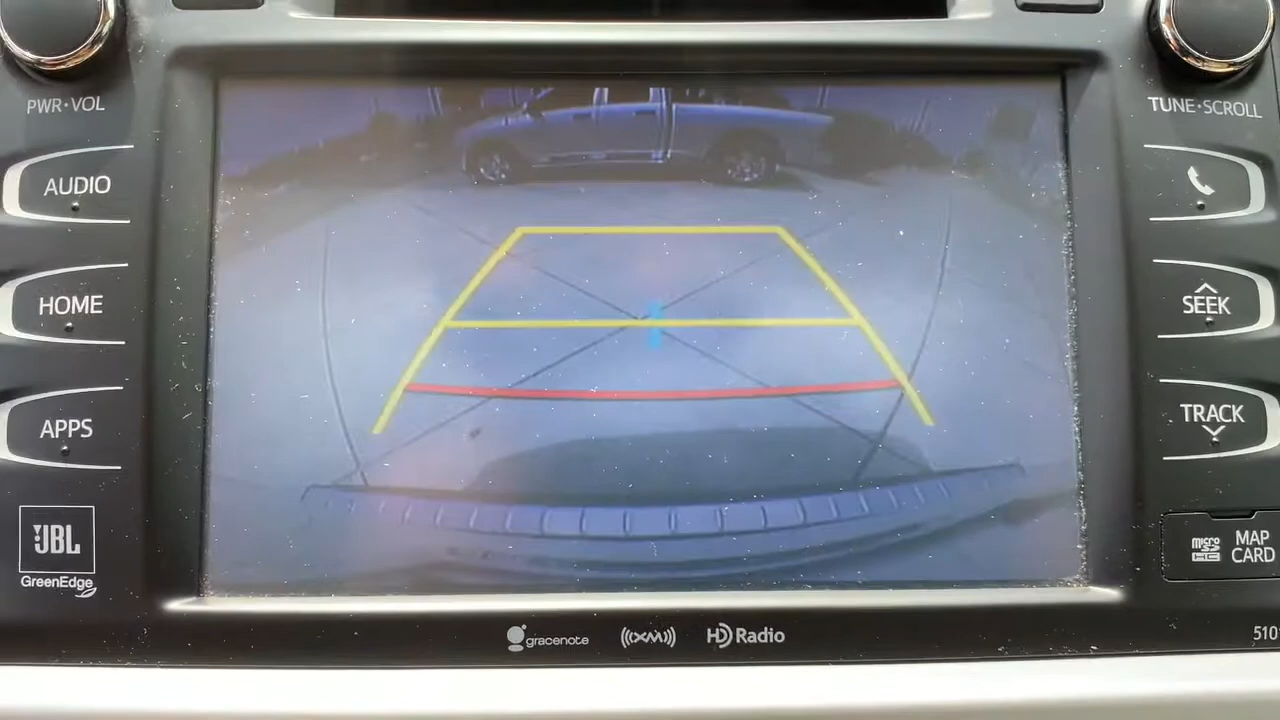 PWR·VOL
AUDIO
HOME
APPS
JBL
GreenEdge
TUNE·SCROLL
SEEK
TRACK
micro SD HC
MAP CARD
gracenote
((XM))
HD Radio
510